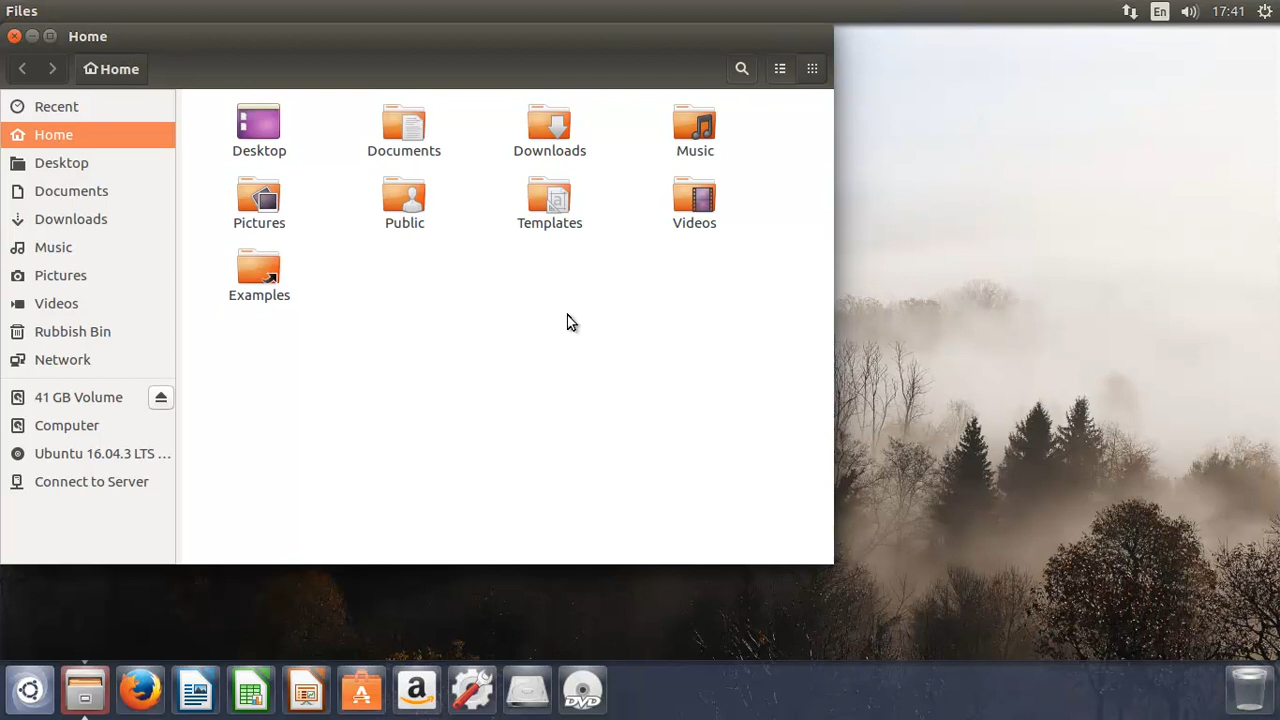 Files
En
17:41
Home
Home
Recent
Home
Desktop
Documents
Downloads
Music
Pictures
Videos
Rubbish Bin
Network
41 GB Volume
Computer
Ubuntu 16.04.3 LTS ...
Connect to Server
Desktop
Documents
Downloads
Music
Pictures
Public
Templates
Videos
Examples
a
A
a
DVD